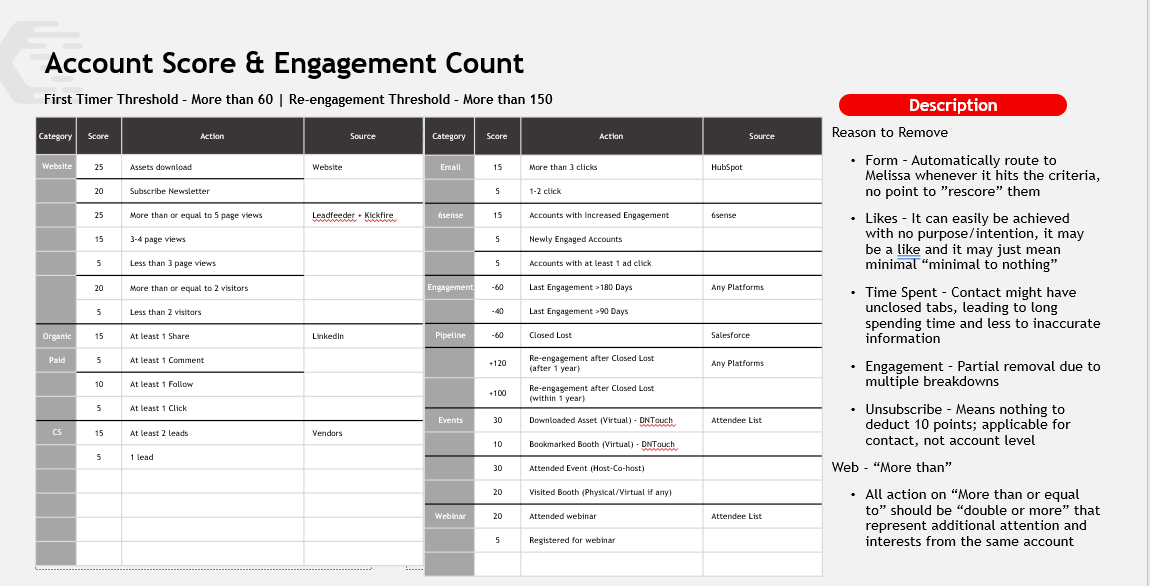 Account Score & Engagement Count
First Timer Threshold – More than 60 | Re-engagement Threshold – More than 150
Category Score Action Source
Website 25 Assets download Website
20 Subscribe Newsletter
25 More than or equal to 5 page views Leadfeeder + Kickfire
15 3-4 page views
5 Less than 3 page views
20 More than or equal to 2 visitors
5 Less than 2 visitors
Organic 15 At least 1 Share LinkedIn
Paid 5 At least 1 Comment
10 At least 1 Follow
5 At least 1 Click
CS 15 At least 2 leads Vendors
5 1 lead
Category Score Action Source
Email 15 More than 3 clicks HubSpot
5 1-2 click
6sense 15 Accounts with Increased Engagement 6sense
5 Newly Engaged Accounts
5 Accounts with at least 1 ad click
Engagement -60 Last Engagement >180 Days Any Platforms
-40 Last Engagement >90 Days
Pipeline -60 Closed Lost Salesforce
+120 Re-engagement after Closed Lost Any Platforms
(after 1 year)
+100 Re-engagement after Closed Lost
(within 1 year)
Events 30 Downloaded Asset (Virtual) – DNTouch Attendee List
10 Bookmarked Booth (Virtual) – DNTouch
30 Attended Event (Host-Co-host)
20 Visited Booth (Physical/Virtual if any)
Webinar 20 Attended webinar Attendee List
5 Registered for webinar
Description
Reason to Remove
• Form – Automatically route to
Melissa whenever it hits the criteria,
no point to ”rescore” them
• Likes – It can easily be achieved
with no purpose/intention, it may
be a like and it may just mean
minimal “minimal to nothing”
• Time Spent – Contact might have
unclosed tabs, leading to long
spending time and less to inaccurate
information
• Engagement – Partial removal due to
multiple breakdowns
• Unsubscribe – Means nothing to
deduct 10 points; applicable for
contact, not account level
Web - “More than”
• All action on “More than or equal
to” should be “double or more” that
represent additional attention and
interests from the same account